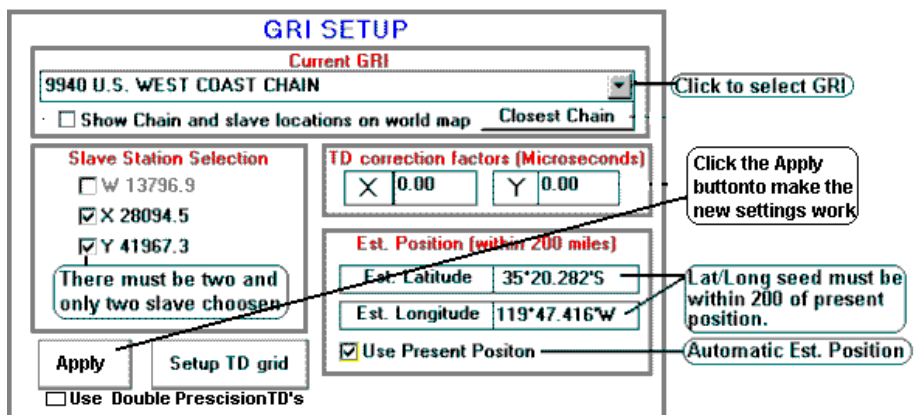 GRI SETUP
Current GRI
9940 U.S. WEST COAST CHAIN
Click to select GRI
Show Chain and slave locations on world map
Closest Chain
Slave Station Selection
W 13796.9
X 28094.5
Y 41967.3
There must be two and
only two slave choosen
TD correction factors (Microseconds)
X 0.00 Y 0.00
Click the Apply
buttonto make the
new settings work
Est. Position (within 200 miles)
Est. Latitude 35°20.282'S
Est. Longitude 119°47.416'W
Lat/Long seed must be
within 200 of present
position.
Use Present Positon
Automatic Est. Position
Apply
Setup TD grid
Use Double PrescisionTD's